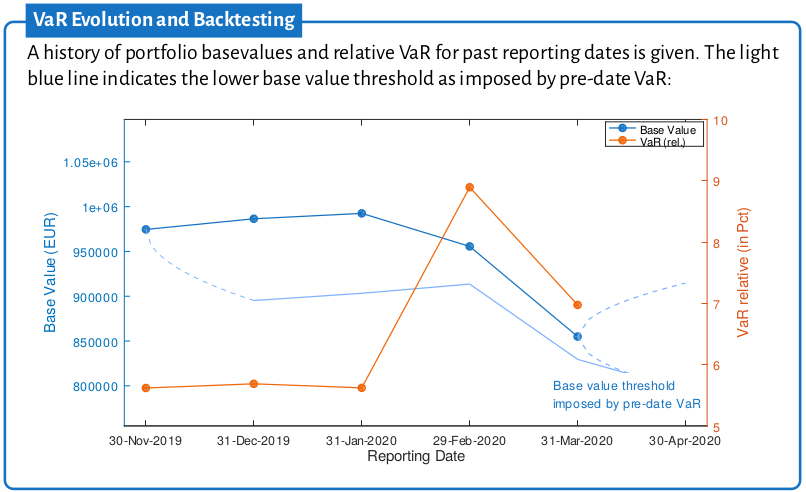 VaR Evolution and Backtesting
A history of portfolio basevalues and relative VaR for past reporting dates is given. The light
blue line indicates the lower base value threshold as imposed by pre-date VaR:
Base Value
VaR (rel.)
Base Value (EUR)
1.05e+06
1e+06
950000
900000
850000
800000
10
9
8
7
6
5
VaR relative (in Pct)
Base value threshold
imposed by pre-date VaR
30-Nov-2019 31-Dec-2019 31-Jan-2020 29-Feb-2020 31-Mar-2020 30-Apr-2020
Reporting Date